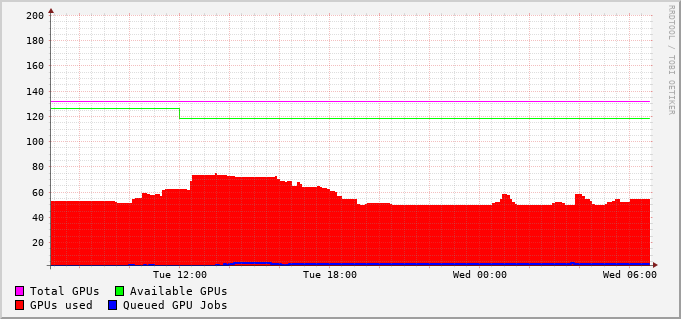 200
180
160
140
120
100
80
60
40
20
Tue 12:00 Tue 18:00 Wed 00:00 Wed 06:00
Total GPUs Available GPUs
GPUs used Queued GPU Jobs
RRDTOOL / TOBI OETIKER